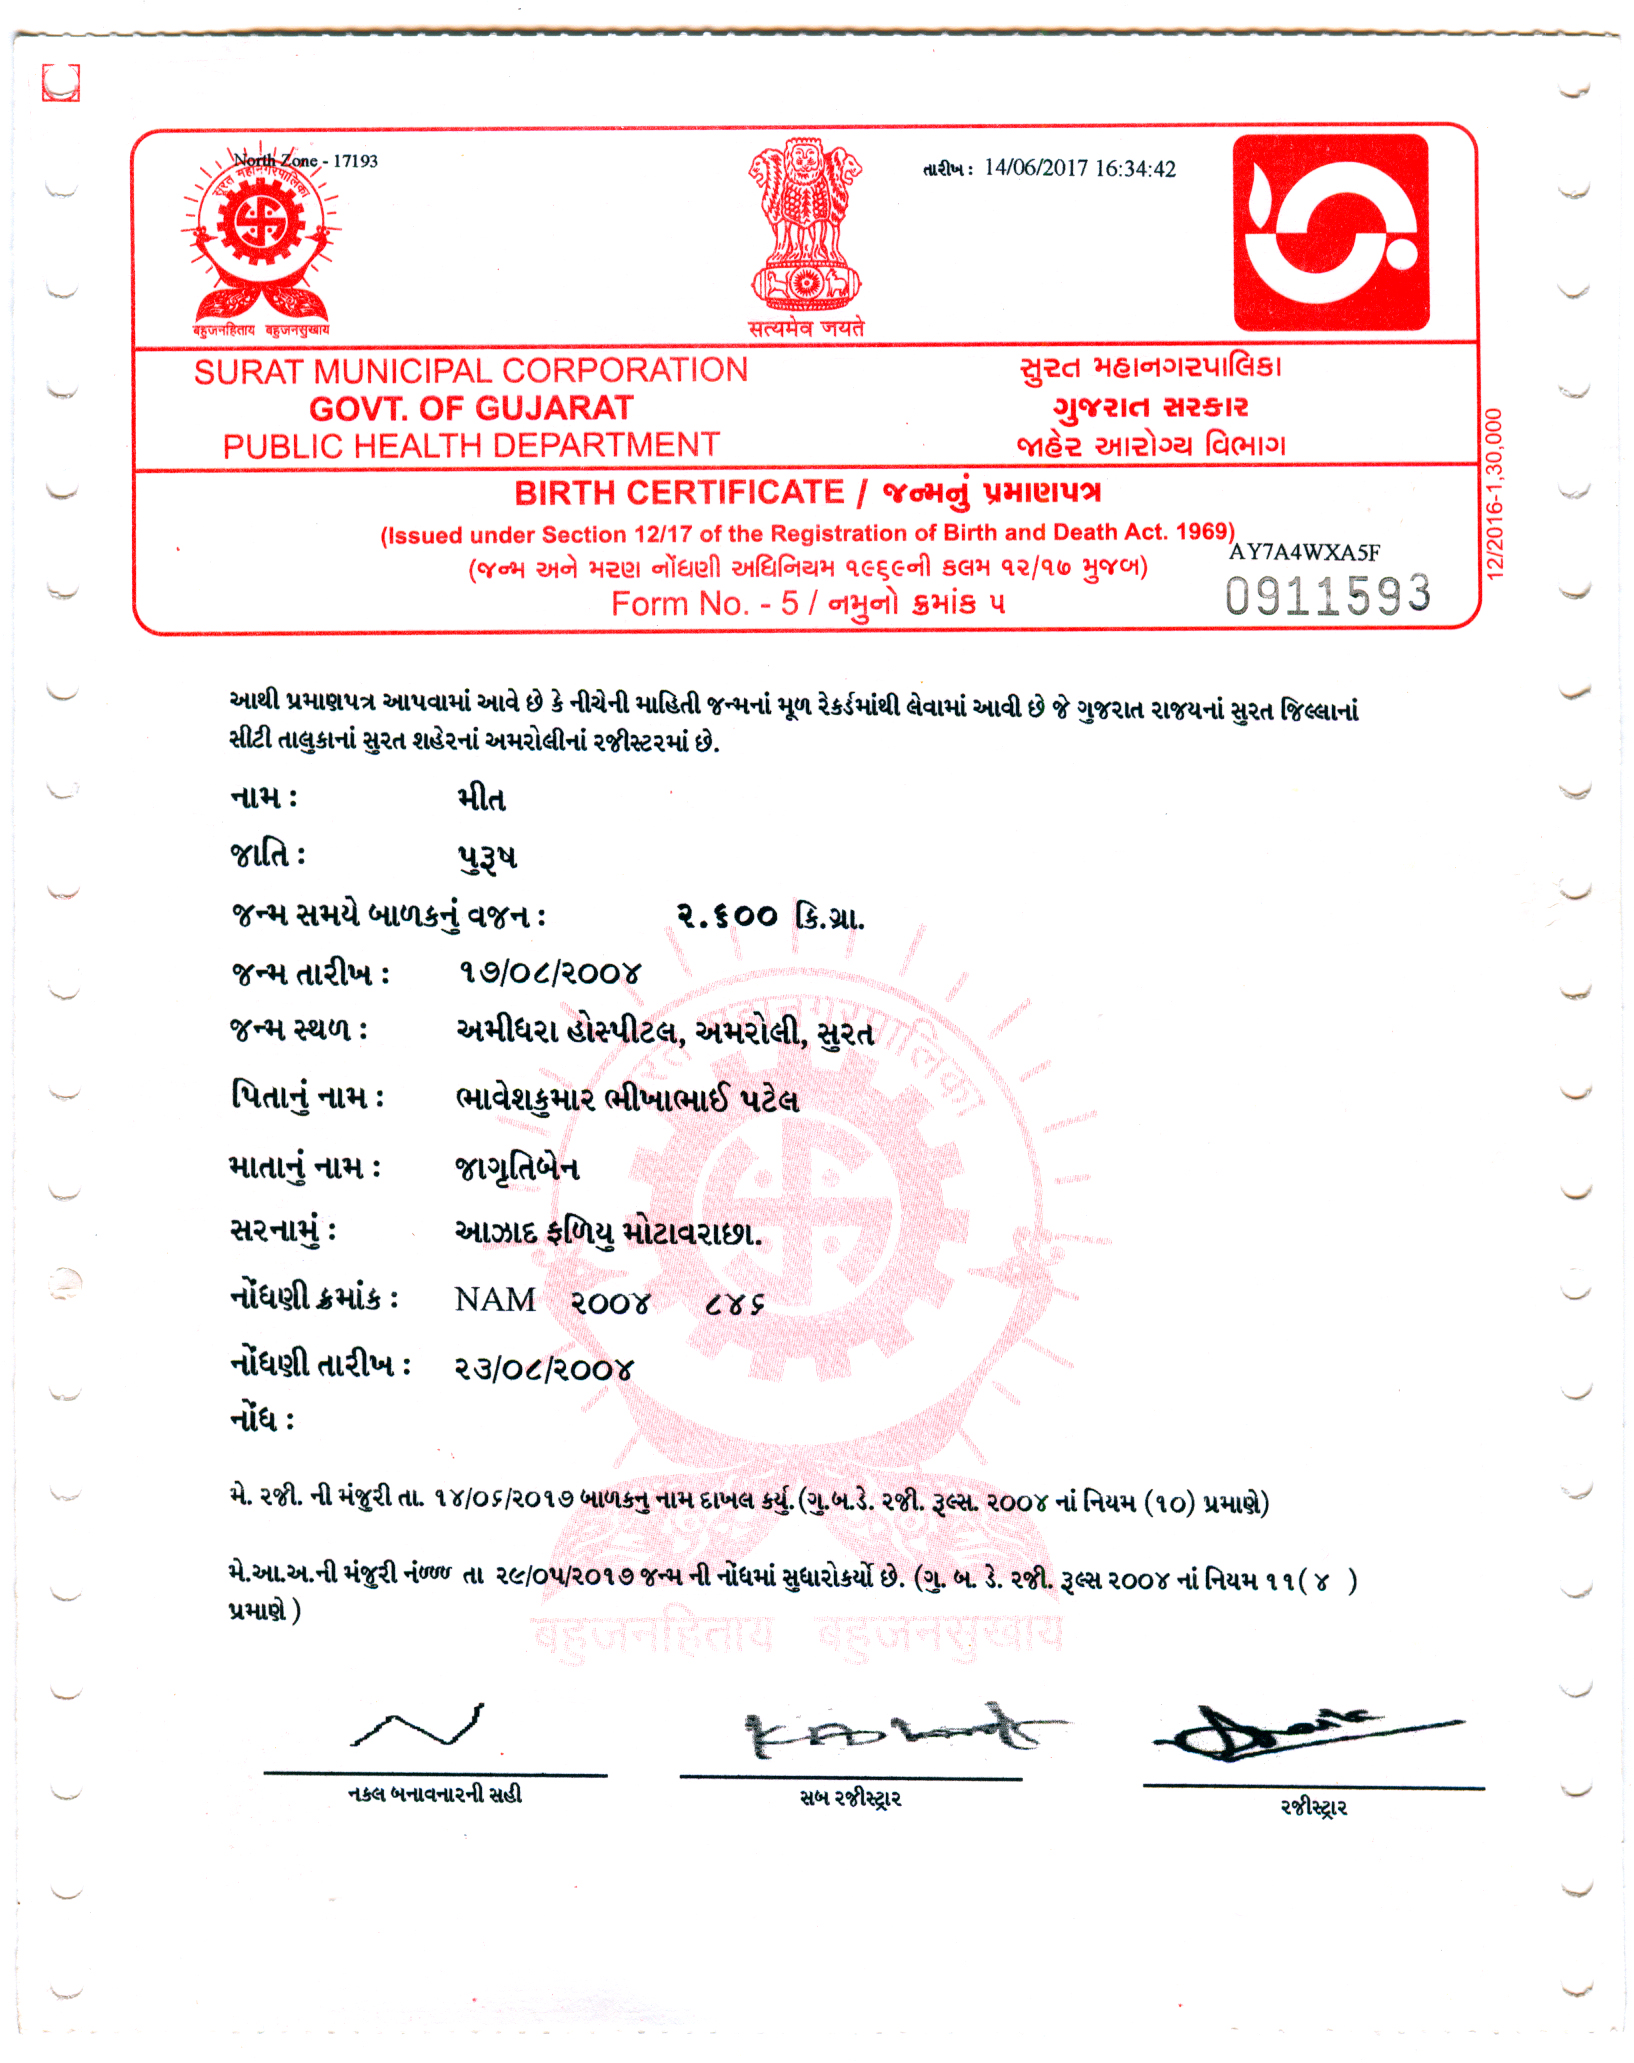 North Zone - 17193
તારીખ : 14/06/2017 16:34:42
सुरत महानगरपालिका
बहुजनहिताय बहुजनसुखाय
सत्यमेव जयते
SURAT MUNICIPAL CORPORATION
GOVT. OF GUJARAT
PUBLIC HEALTH DEPARTMENT
સુરત મહાનગરપાલિકા
ગુજરાત સરકાર
જાહેર આરોગ્ય વિભાગ
12/2016-1,30,000
BIRTH CERTIFICATE / જન્મનું પ્રમાણપત્ર
(Issued under Section 12/17 of the Registration of Birth and Death Act. 1969)
AY7A4WXA5F
(જન્મ અને મરણ નોંધણી અધિનિયમ ૧૯૬૯ની કલમ ૧૨/૧૭ મુજબ)
0911593
Form No. - 5 / નમુનો ક્રમાંક ૫
આથી પ્રમાણપત્ર આપવામાં આવે છે કે નીચેની માહિતી જન્મનાં મૂળ રેકર્ડમાંથી લેવામાં આવી છે જે ગુજરાત રાજયનાં સુરત જિલ્લાનાં
સીટી તાલુકાનાં સુરત શહેરનાં અમરોલીનાં રજીસ્ટરમાં છે.
નામ : મીત
જાતિ : પુરૂષ
જન્મ સમયે બાળકનું વજન : ૨.૬૦૦ કિ.ગ્રા.
જન્મ તારીખ : ૧૭/૦૮/૨૦૦૪
જન્મ સ્થળ : અમીધરા હોસ્પીટલ, અમરોલી, સુરત
પિતાનું નામ : ભાવેશકુમાર ભીખાભાઈ પટેલ
માતાનું નામ : જાગૃતિબેન
સરનામું : આઝાદ ફળિયુ મોટાવરાછા.
નોંધણી ક્રમાંક : NAM ૨૦૦૪ ૮૪૬
નોંધણી તારીખ : ૨૩/૦૮/૨૦૦૪
નોંધ :
મે. રજી. ની મંજુરી તા. ૧૪/૦૬/૨૦૧૭ બાળકનુ નામ દાખલ કર્યુ. (ગુ.બ.ડે. રજી. રૂલ્સ. ૨૦૦૪ નાં નિયમ (૧૦) પ્રમાણે)
મે.આ.અ.ની મંજુરી નં૭૭૭ તા ૨૯/૦૫/૨૦૧૭ જન્મ ની નોંધમાં સુધારોકર્યો છે. (ગુ. બ. ડે. રજી. રૂલ્સ ૨૦૦૪ નાં નિયમ ૧૧( ૪ )
પ્રમાણે )
सुरत महानगरपालिका
बहुजनहिताय बहुजनसुखाय
નકલ બનાવનારની સહી
સબ રજીસ્ટ્રાર
રજીસ્ટ્રાર